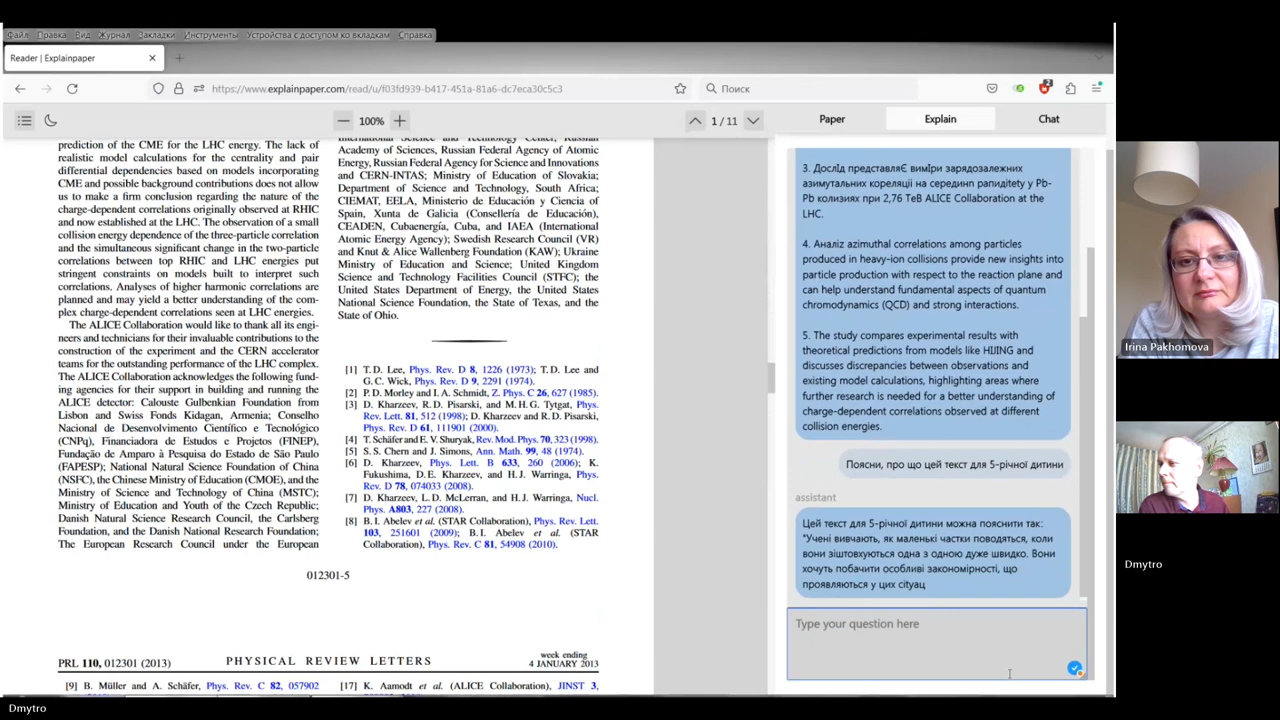 Файл Правка Вид Журнал Закладки Инструменты Устройства с доступом ко вкладкам Справка
Reader | Explainpaper
https://www.explainpaper.com/read/u/f03fd939-b417-451a-81a6-dc7eca30c5c3
Поиск
2
100%
1 / 11
Paper Explain Chat
prediction of the CME for the LHC energy. The lack of
realistic model calculations for the centrality and pair
differential dependencies based on models incorporating
CME and possible background contributions does not allow
us to make a firm conclusion regarding the nature of the
charge-dependent correlations originally observed at RHIC
and now established at the LHC. The observation of a small
collision energy dependence of the three-particle correlation
and the simultaneous significant change in the two-particle
correlations between top RHIC and LHC energies put
stringent constraints on models built to interpret such
correlations. Analyses of higher harmonic correlations are
planned and may yield a better understanding of the com-
plex charge-dependent correlations seen at LHC energies.
The ALICE Collaboration would like to thank all its engi-
neers and technicians for their invaluable contributions to the
construction of the experiment and the CERN accelerator
teams for the outstanding performance of the LHC complex.
The ALICE Collaboration acknowledges the following fund-
ing agencies for their support in building and running the
ALICE detector: Calouste Gulbenkian Foundation from
Lisbon and Swiss Fonds Kidagan, Armenia; Conselho
Nacional de Desenvolvimento Científico e Tecnológico
(CNPq), Financiadora de Estudos e Projetos (FINEP),
Fundação de Amparo à Pesquisa do Estado de São Paulo
(FAPESP); National Natural Science Foundation of China
(NSFC), the Chinese Ministry of Education (CMOE), and the
Ministry of Science and Technology of China (MSTC);
Ministry of Education and Youth of the Czech Republic;
Danish Natural Science Research Council, the Carlsberg
Foundation, and the Danish National Research Foundation;
The European Research Council under the European
International Science and Technology Center, Russian
Academy of Sciences, Russian Federal Agency of Atomic
Energy, Russian Federal Agency for Science and Innovations
and CERN-INTAS; Ministry of Education of Slovakia;
Department of Science and Technology, South Africa;
CIEMAT, EELA, Ministerio de Educación y Ciencia of
Spain, Xunta de Galicia (Consellería de Educación),
CEADEN, Cubaenergía, Cuba, and IAEA (International
Atomic Energy Agency); Swedish Research Council (VR)
and Knut & Alice Wallenberg Foundation (KAW); Ukraine
Ministry of Education and Science; United Kingdom
Science and Technology Facilities Council (STFC); the
United States Department of Energy, the United States
National Science Foundation, the State of Texas, and the
State of Ohio.
[1] T. D. Lee, Phys. Rev. D 8, 1226 (1973); T. D. Lee and
G. C. Wick, Phys. Rev. D 9, 2291 (1974).
[2] P. D. Morley and I. A. Schmidt, Z. Phys. C 26, 627 (1985).
[3] D. Kharzeev, R. D. Pisarski, and M. H. G. Tytgat, Phys.
Rev. Lett. 81, 512 (1998); D. Kharzeev and R. D. Pisarski,
Phys. Rev. D 61, 111901 (2000).
[4] T. Schäfer and E. V. Shuryak, Rev. Mod. Phys. 70, 323 (1998).
[5] S. S. Chern and J. Simons, Ann. Math. 99, 48 (1974).
[6] D. Kharzeev, Phys. Lett. B 633, 260 (2006); K.
Fukushima, D. E. Kharzeev, and H. J. Warringa, Phys.
Rev. D 78, 074033 (2008).
[7] D. Kharzeev, L. D. McLerran, and H. J. Warringa, Nucl.
Phys. A803, 227 (2008).
[8] B. I. Abelev et al. (STAR Collaboration), Phys. Rev. Lett.
103, 251601 (2009); B. I. Abelev et al. (STAR
Collaboration), Phys. Rev. C 81, 54908 (2010).
012301-5
PRL 110, 012301 (2013) PHYSICAL REVIEW LETTERS week ending
4 JANUARY 2013
[9] B. Müller and A. Schäfer, Phys. Rev. C 82, 057902
[17] K. Aamodt et al. (ALICE Collaboration), JINST 3,
3. Дослід представляЄ виміри зарядозалежних
азимутальних кореляції на серединп рапидітету у Pb-
Pb колизиях при 2,76 ТеВ ALICE Collaboration at the
LHC.
4. Аналіз azimuthal correlations among particles
produced in heavy-ion collisions provide new insights into
particle production with respect to the reaction plane and
can help understand fundamental aspects of quantum
chromodynamics (QCD) and strong interactions.
5. The study compares experimental results with
theoretical predictions from models like HIJING and
discusses discrepancies between observations and
existing model calculations, highlighting areas where
further research is needed for a better understanding of
charge-dependent correlations observed at different
collision energies.
Поясни, про що цей текст для 5-річної дитини
assistant
Цей текст для 5-річної дитини можна пояснити так:
"Учені вивчають, як маленькі частки поводяться, коли
вони зіштовхуються одна з одною дуже швидко. Вони
хочуть побачити особливі закономірності, що
проявляються у цих сітуац
Type your question here
Irina Pakhomova
Dmytro
Dmytro